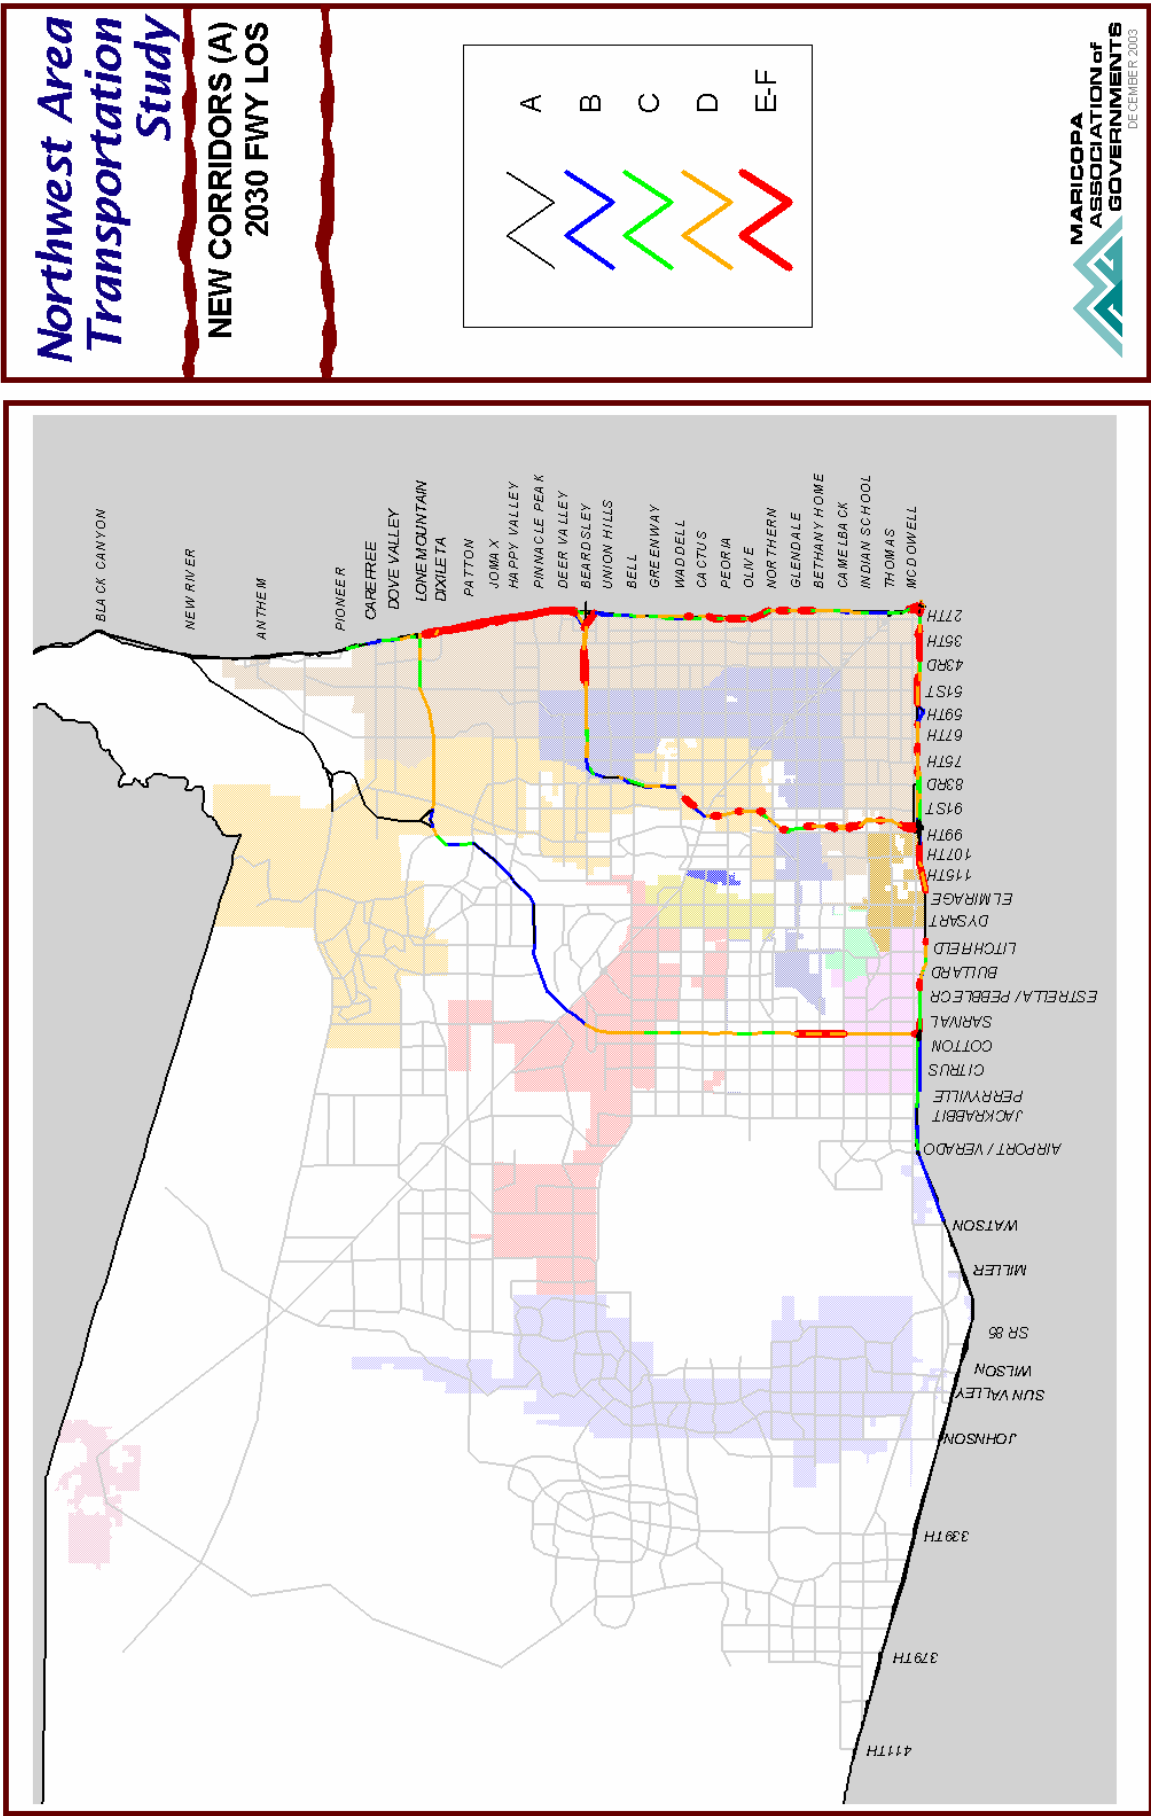 Northwest Area
Transportation
Study
NEW CORRIDORS (A)
2030 FWY LOS
A
B
C
D
E-F
MARICOPA
ASSOCIATION of
GOVERNMENTS
DECEMBER 2003
BLACK CANYON
NEW RIVER
ANTHEM
PIONEER
CAREFREE
DOVE VALLEY
LONE MOUNTAIN
DIXILETA
PATTON
JOMAX
HAPPY VALLEY
PINNACLE PEAK
DEER VALLEY
BEARDSLEY
UNION HILLS
BELL
GREENWAY
WADDELL
CACTUS
PEORIA
OLIVE
NORTHERN
GLENDALE
BETHANY HOME
CAMELBACK
INDIAN SCHOOL
THOMAS
MCDOWELL
27TH
35TH
43RD
51ST
59TH
67TH
75TH
83RD
91ST
99TH
107TH
115TH
ELMIRAGE
DYSART
LITCHFIELD
BULLARD
ESTRELLA / PEBBLECR
SARIVAL
COTTON
CITRUS
PERRYVILLE
JACKRABBIT
AIRPORT / VERADO
WATSON
MILLER
SR 85
WILSON
SUN VALLEY
JOHNSON
339TH
379TH
411TH